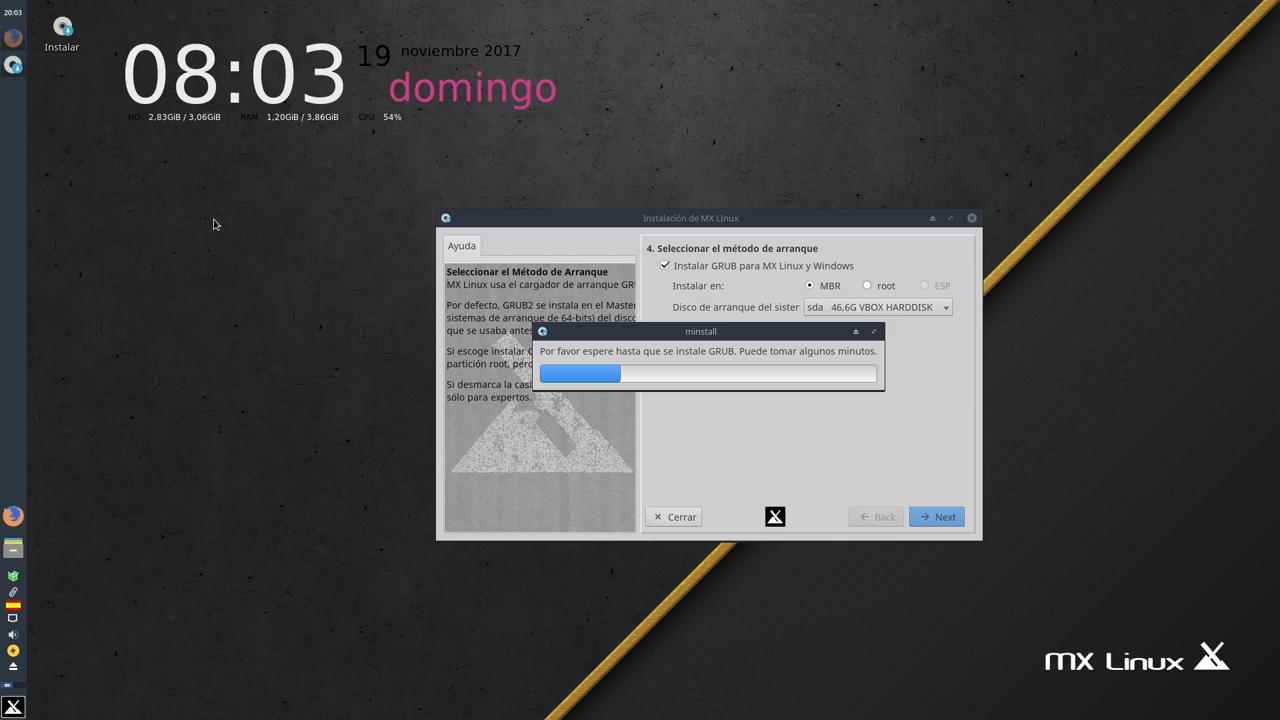 20:03
Instalar
08:03
19 noviembre 2017
domingo
HD 2,83GiB / 3,06GiB RAM 1,20GiB / 3,86GiB CPU 54%
Instalación de MX LInux
Ayuda
Seleccionar el Método de Arranque
MX Linux usa el cargador de arranque
Por defecto, GRUB2 se instala en el Master
sistemas de arranque de 64-bits) del disco
que se usaba antes
Si escoge instalar
partición root,
Si desmarca la
sólo para expertos.
4. Seleccionar el método de arranque
Instalar GRUB para MX Linux y Windows
Instalar en: MBR root ESP
Disco de arranque del sister sda 46,6G VBOX HARDDISK
minstall
Por favor espere hasta que se instale GRUB. Puede tomar algunos minutos.
Cerrar
Back
Next
MX Linux